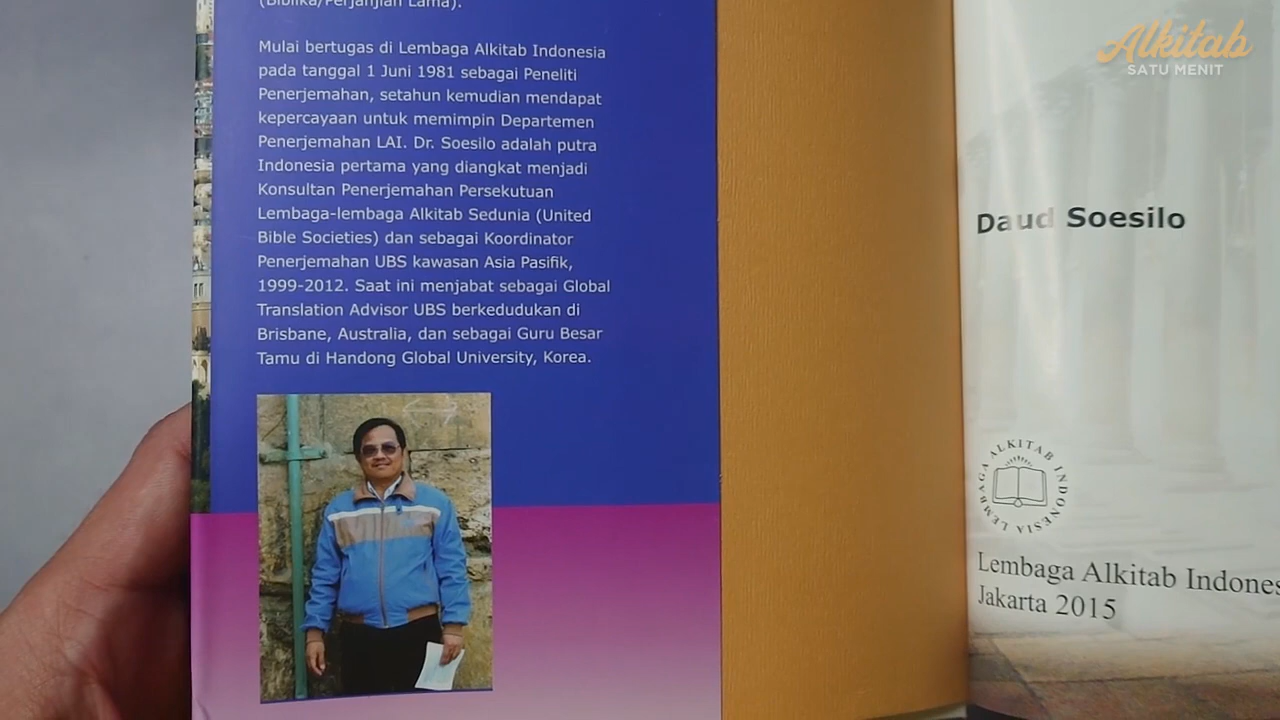 (Biblika/Perjanjian Lama).
Mulai bertugas di Lembaga Alkitab Indonesia
pada tanggal 1 Juni 1981 sebagai Peneliti
Penerjemahan, setahun kemudian mendapat
kepercayaan untuk memimpin Departemen
Penerjemahan LAI. Dr. Soesilo adalah putra
Indonesia pertama yang diangkat menjadi
Konsultan Penerjemahan Persekutuan
Lembaga-lembaga Alkitab Sedunia (United
Bible Societies) dan sebagai Koordinator
Penerjemahan UBS kawasan Asia Pasifik,
1999-2012. Saat ini menjabat sebagai Global
Translation Advisor UBS berkedudukan di
Brisbane, Australia, dan sebagai Guru Besar
Tamu di Handong Global University, Korea.
Alkitab
SATU MENIT
Daud Soesilo
LEMBAGA ALKITAB INDONESIA
Lembaga Alkitab Indones
Jakarta 2015